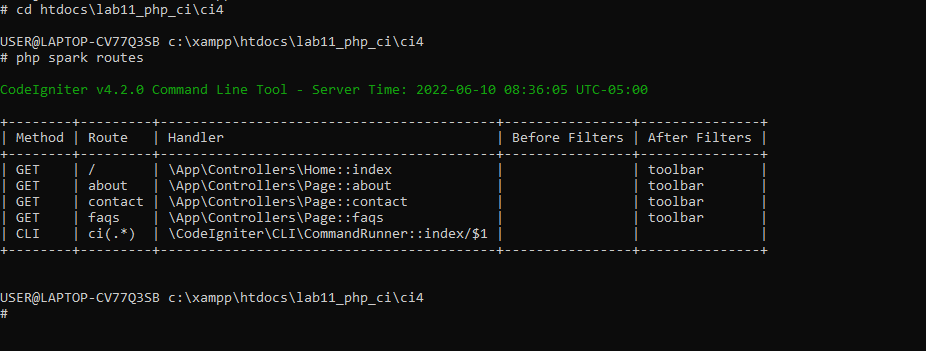 # cd htdocs\lab11_php_ci\ci4
USER@LAPTOP-CV77Q3SB c:\xampp\htdocs\lab11_php_ci\ci4
# php spark routes
CodeIgniter v4.2.0 Command Line Tool - Server Time: 2022-06-10 08:36:05 UTC-05:00
+--------+---------+------------------------------------------+----------------+---------------+
| Method | Route   | Handler                                  | Before Filters | After Filters |
+--------+---------+------------------------------------------+----------------+---------------+
| GET    | /       | \App\Controllers\Home::index             |                | toolbar       |
| GET    | about   | \App\Controllers\Page::about             |                | toolbar       |
| GET    | contact | \App\Controllers\Page::contact           |                | toolbar       |
| GET    | faqs    | \App\Controllers\Page::faqs              |                | toolbar       |
| CLI    | ci(.*)  | \CodeIgniter\CLI\CommandRunner::index/$1 |                |               |
+--------+---------+------------------------------------------+----------------+---------------+
USER@LAPTOP-CV77Q3SB c:\xampp\htdocs\lab11_php_ci\ci4
#